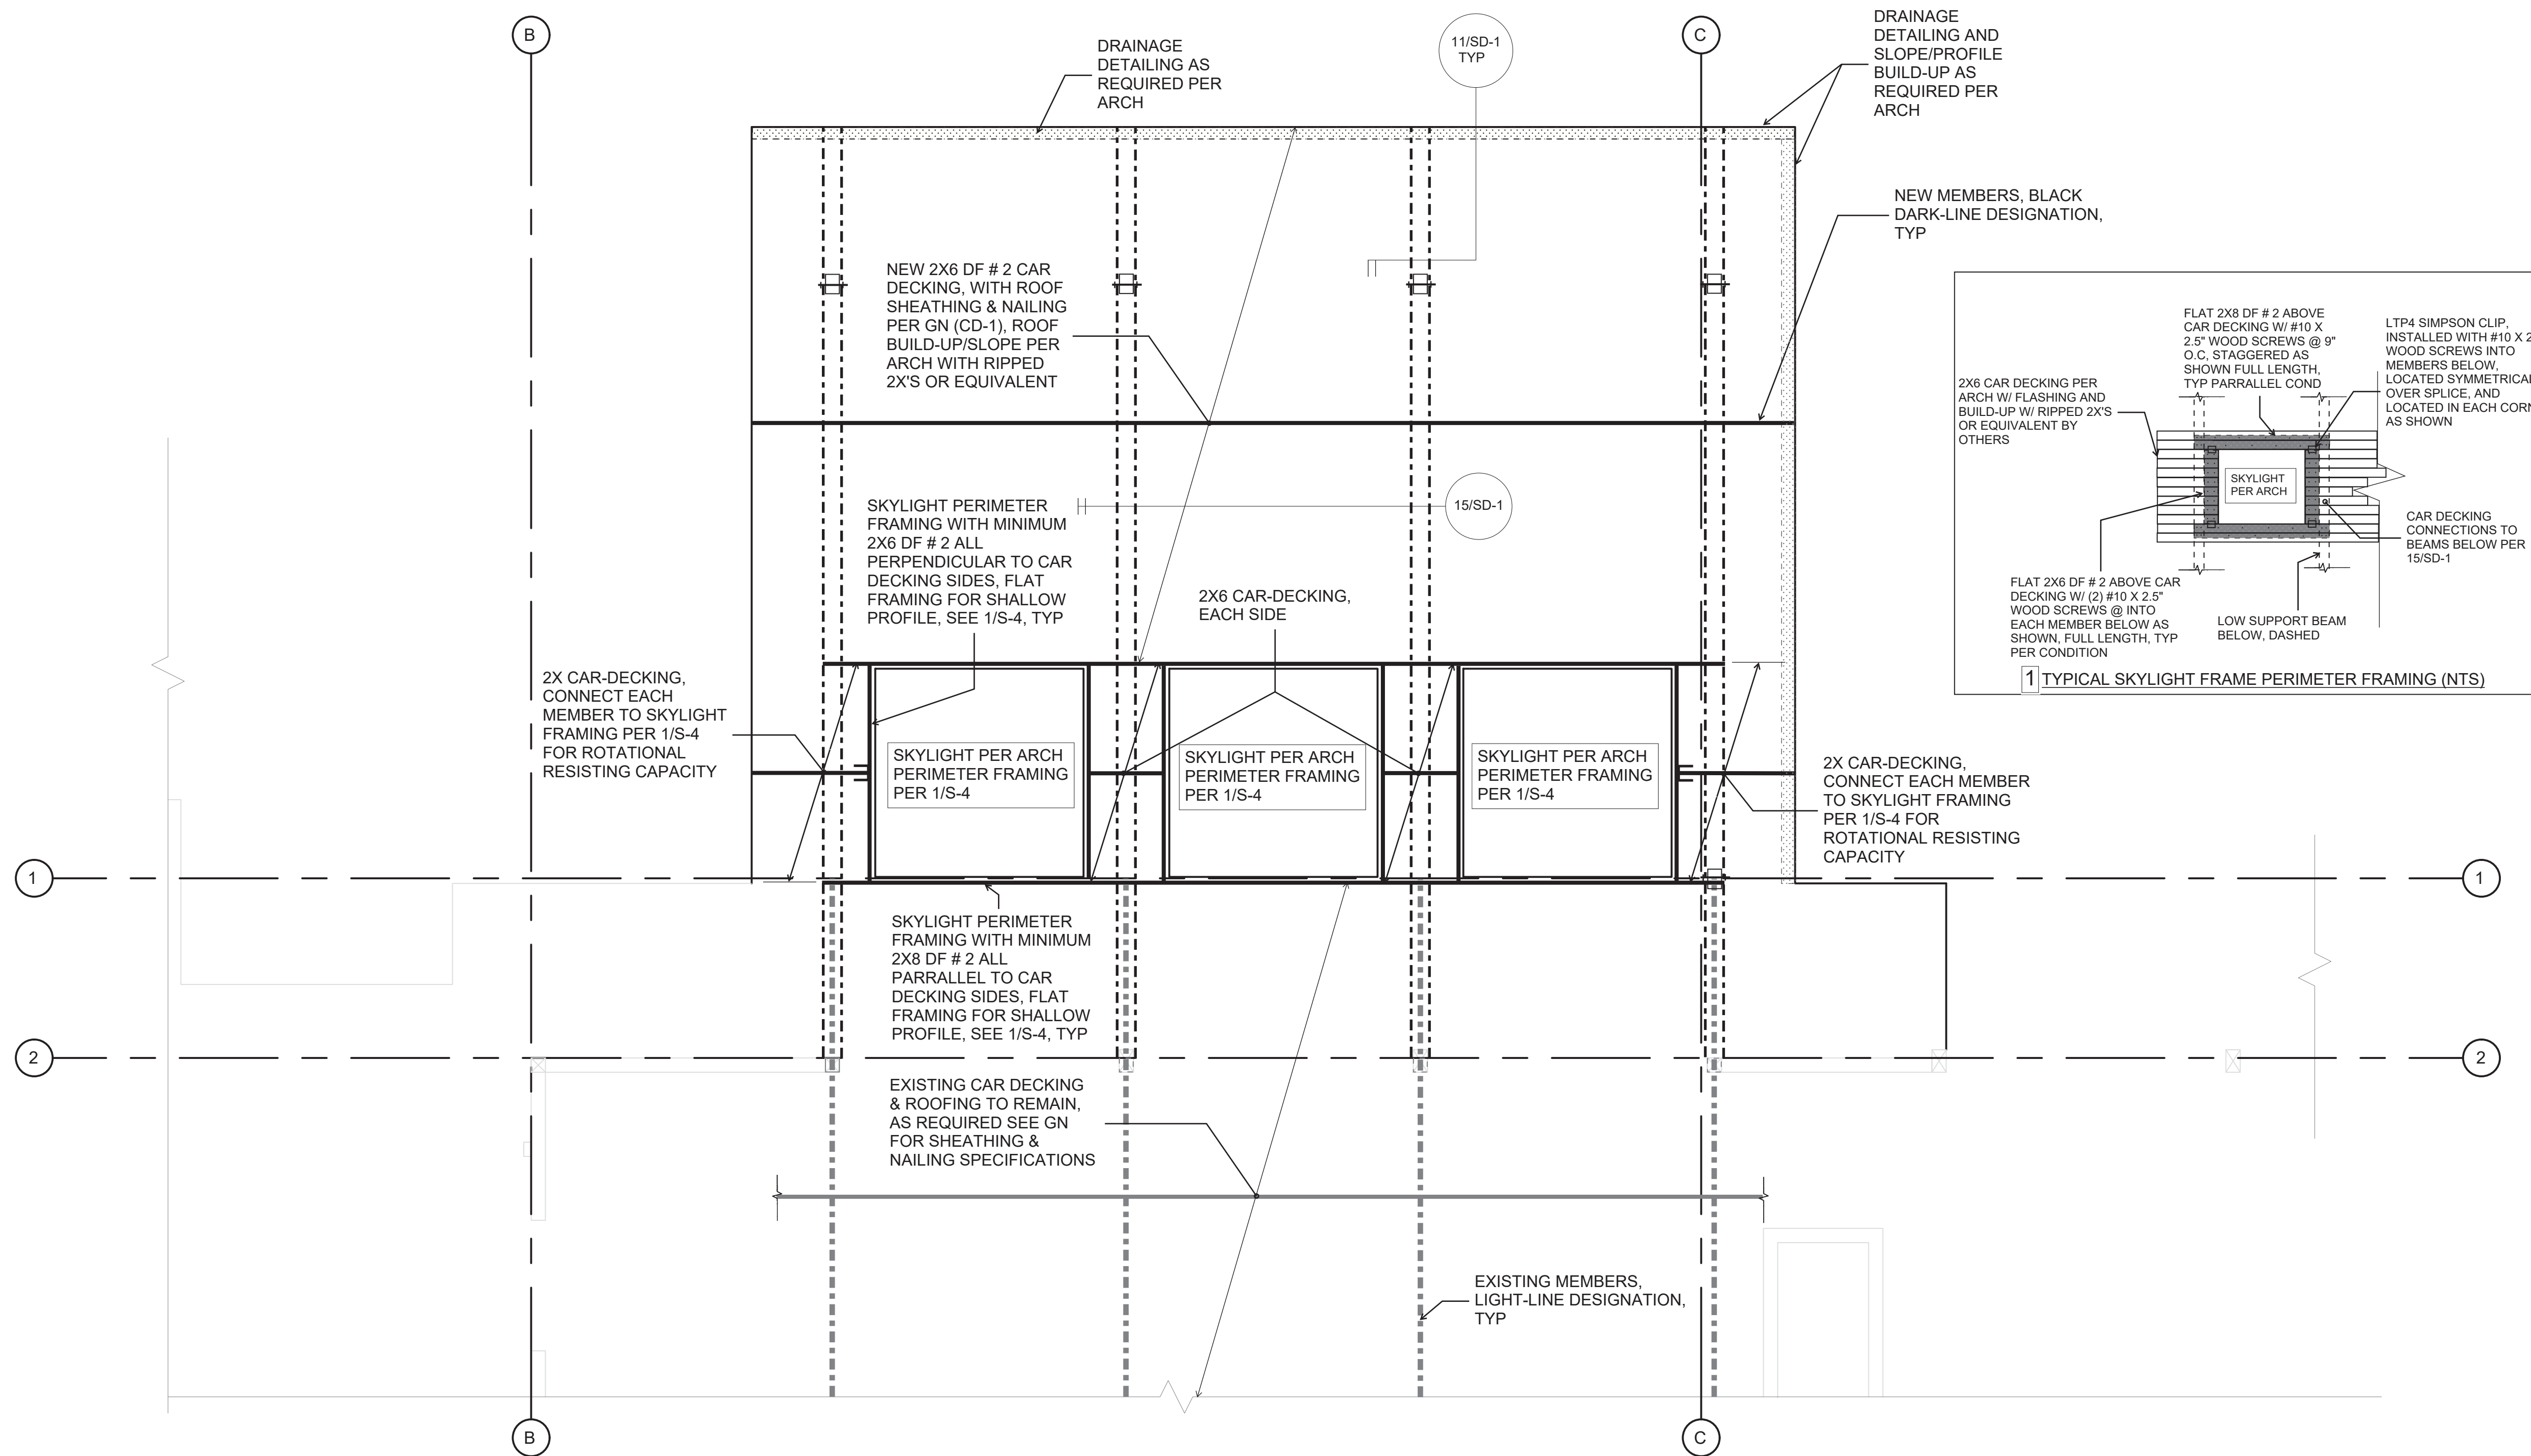 B
11/SD-1
TYP
C
DRAINAGE
DETAILING AS
REQUIRED PER
ARCH
DRAINAGE
DETAILING AND
SLOPE/PROFILE
BUILD-UP AS
REQUIRED PER
ARCH
NEW MEMBERS, BLACK
DARK-LINE DESIGNATION,
TYP
NEW 2X6 DF # 2 CAR
DECKING, WITH ROOF
SHEATHING & NAILING
PER GN (CD-1), ROOF
BUILD-UP/SLOPE PER
ARCH WITH RIPPED
2X'S OR EQUIVALENT
FLAT 2X8 DF # 2 ABOVE
CAR DECKING W/ #10 X
2.5" WOOD SCREWS @ 9"
O.C, STAGGERED AS
SHOWN FULL LENGTH,
TYP PARRALLEL COND
LTP4 SIMPSON CLIP,
INSTALLED WITH #10 X
WOOD SCREWS INTO
MEMBERS BELOW,
LOCATED
OVER SPLICE, AND
LOCATED IN EACH
AS SHOWN
2X6 CAR DECKING PER
ARCH W/ FLASHING AND
BUILD-UP W/ RIPPED 2X'S
OR EQUIVALENT BY
OTHERS
SKYLIGHT
PER ARCH
CAR DECKING
CONNECTIONS TO
BEAMS BELOW PER
15/SD-1
FLAT 2X6 DF # 2 ABOVE CAR
DECKING W/ (2) #10 X 2.5"
WOOD SCREWS @ INTO
EACH MEMBER BELOW AS
SHOWN, FULL LENGTH, TYP
PER CONDITION
LOW SUPPORT BEAM
BELOW, DASHED
1 TYPICAL SKYLIGHT FRAME PERIMETER FRAMING (NTS)
15/SD-1
SKYLIGHT PERIMETER
FRAMING WITH MINIMUM
2X6 DF # 2 ALL
PERPENDICULAR TO CAR
DECKING SIDES, FLAT
FRAMING FOR SHALLOW
PROFILE, SEE 1/S-4, TYP
2X6 CAR-DECKING,
EACH SIDE
2X CAR-DECKING,
CONNECT EACH
MEMBER TO SKYLIGHT
FRAMING PER 1/S-4
FOR ROTATIONAL
RESISTING CAPACITY
SKYLIGHT PER ARCH
PERIMETER FRAMING
PER 1/S-4
SKYLIGHT PER ARCH
PERIMETER FRAMING
PER 1/S-4
SKYLIGHT PER ARCH
PERIMETER FRAMING
PER 1/S-4
2X CAR-DECKING,
CONNECT EACH MEMBER
TO SKYLIGHT FRAMING
PER 1/S-4 FOR
ROTATIONAL RESISTING
CAPACITY
1
1
SKYLIGHT PERIMETER
FRAMING WITH MINIMUM
2X8 DF # 2 ALL
PARRALLEL TO CAR
DECKING SIDES, FLAT
FRAMING FOR SHALLOW
PROFILE, SEE 1/S-4, TYP
2
2
EXISTING CAR DECKING
& ROOFING TO REMAIN,
AS REQUIRED SEE GN
FOR SHEATHING &
NAILING SPECIFICATIONS
EXISTING MEMBERS,
LIGHT-LINE DESIGNATION,
TYP
B
C